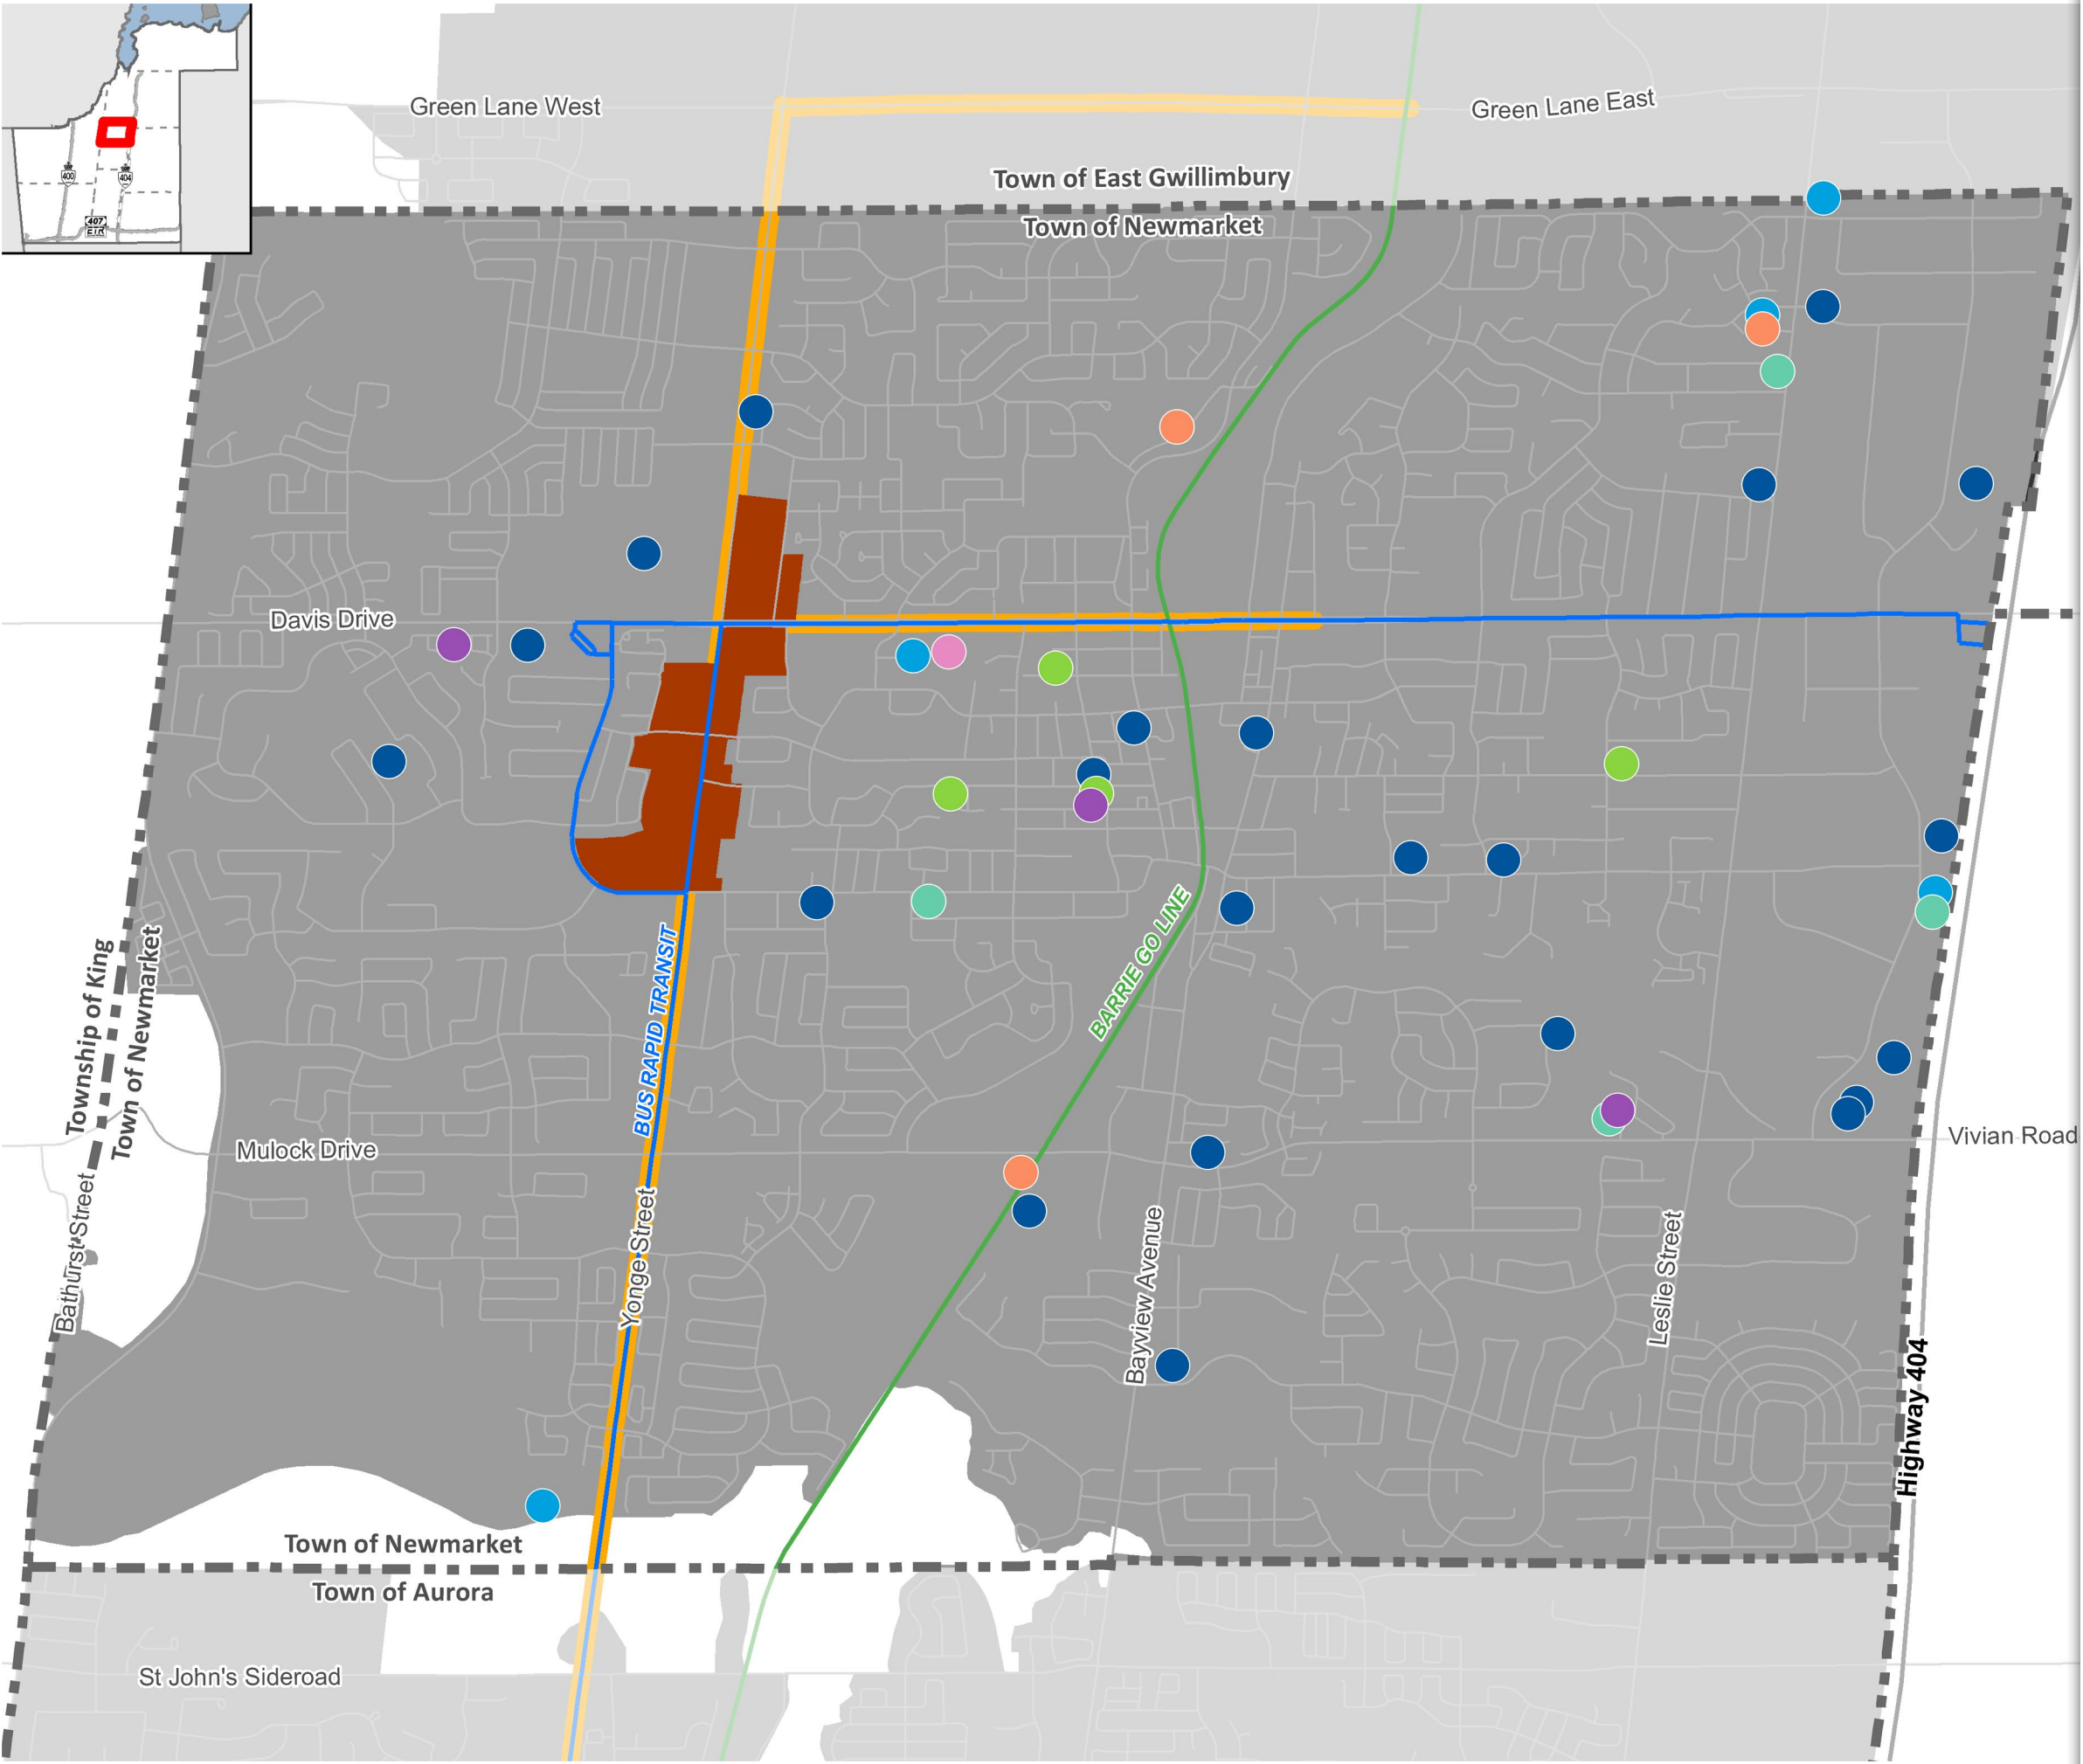 Green Lane West
Green Lane East
400
404
407
ETR
Town of East Gwillimbury
Town of Newmarket
Davis Drive
BUS RAPID TRANSIT
BARRIE GO LINE
Township of King
Town of Newmarket
Mulock Drive
Vivian Road
Bathurst Street
Yonge Street
Bayview Avenue
Leslie Street
Highway 404
Town of Newmarket
Town of Aurora
St John's Sideroad